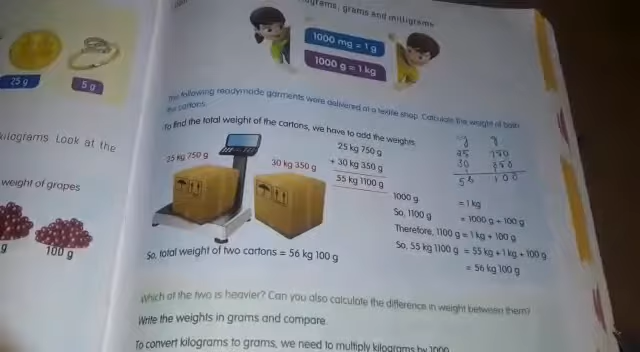 grams, grams and milligrams
1000 mg = 1 g
1000 g = 1 kg
25 g
5 g
The following readymade garments were delivered at a textile shop. Calculate the weight of both
the cartons.
To find the total weight of the cartons, we have to add the weights.
kilograms. Look at the
weight of grapes
g
100 g
25 kg 750 g
30 kg 350 g
25 kg 750 g
+ 30 kg 350 g
55 kg 1100 g
g
750
350
56 100
1000 g = 1 kg
So, 1100 g = 1000 g + 100 g
Therefore, 1100 g = 1 kg + 100 g
So, 55 kg 1100 g = 55 kg + 1 kg + 100 g
= 56 kg 100 g
So, total weight of two cartons = 56 kg 100 g
Which of the two is heavier? Can you also calculate the difference in weight between them?
Write the weights in grams and compare.
To convert kilograms to grams, we need to multiply kilograms by 1000